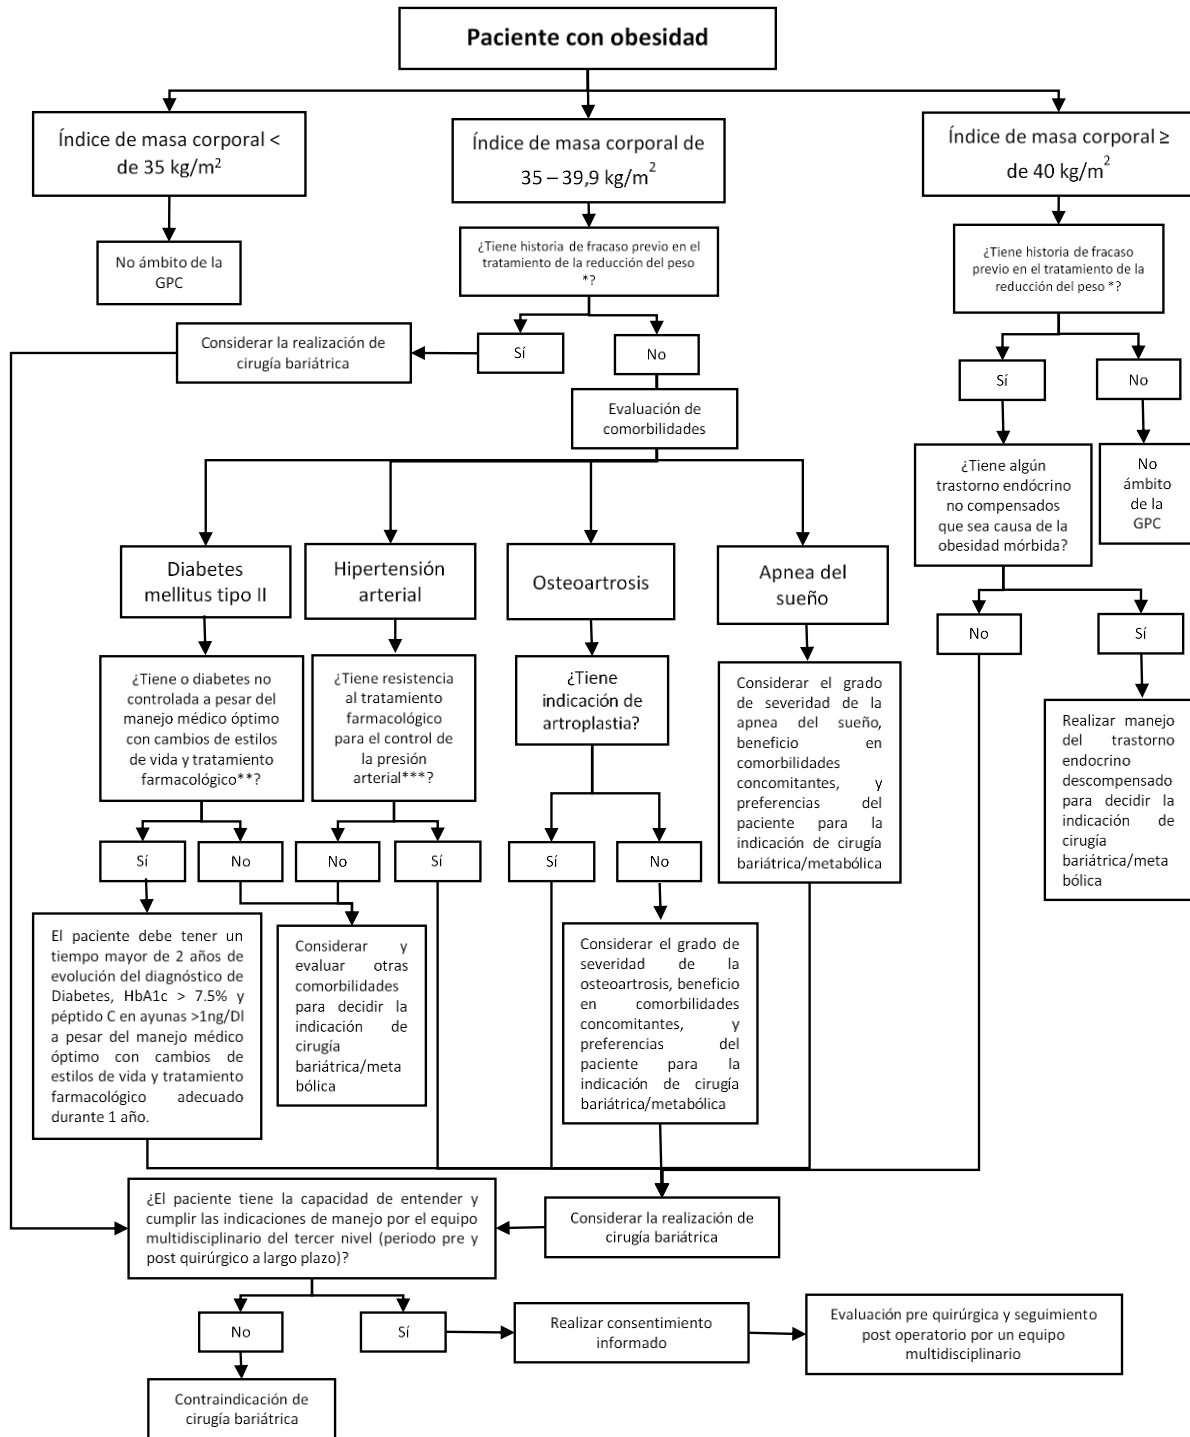 Paciente con obesidad
Índice de masa corporal <
de 35 kg/m²
Índice de masa corporal de
35 – 39,9 kg/m²
Índice de masa corporal ≥
de 40 kg/m²
No ámbito de la
GPC
¿Tiene historia de fracaso previo en el
tratamiento de la reducción del peso
*?
¿Tiene historia de fracaso
previo en el tratamiento de la
reducción del peso *?
Considerar la realización de
cirugía bariátrica
Sí
No
Sí
No
Evaluación de
comorbilidades
¿Tiene algún
trastorno endócrino
no compensados
que sea causa de la
obesidad mórbida?
No
ámbito
de la
GPC
Diabetes
mellitus tipo II
Hipertensión
arterial
Osteoartrosis
Apnea del
sueño
No
Sí
¿Tiene o diabetes no
controlada a pesar del
manejo médico óptimo
con cambios de estilos
de vida y tratamiento
farmacológico**?
¿Tiene resistencia
al tratamiento
farmacológico
para el control de
la presión
arterial***?
¿Tiene
indicación de
artroplastia?
Considerar el grado
de severidad de la
apnea del sueño,
beneficio en
comorbilidades
concomitantes, y
preferencias del
paciente para la
indicación de cirugía
bariátrica/metabólica
Realizar manejo
del trastorno
endocrino
descompensado
para decidir la
indicación de
cirugía
bariátrica/meta
bólica
Sí
No
No
Sí
Sí
No
El paciente debe tener un
tiempo mayor de 2 años de
evolución del diagnóstico de
Diabetes, HbA1c > 7.5% y
péptido C en ayunas >1ng/Dl
a pesar del manejo médico
óptimo con cambios de
estilos de vida y tratamiento
farmacológico adecuado
durante 1 año.
Considerar y
evaluar otras
comorbilidades
para decidir la
indicación de
cirugía
bariátrica/meta
bólica
Considerar el grado de
severidad de la
osteoartrosis, beneficio
en comorbilidades
concomitantes, y
preferencias del
paciente para la
indicación de cirugía
bariátrica/metabólica
¿El paciente tiene la capacidad de entender y
cumplir las indicaciones de manejo por el equipo
multidisciplinario del tercer nivel (periodo pre y
post quirúrgico a largo plazo)?
Considerar la realización de
cirugía bariátrica
No
Sí
Realizar consentimiento
informado
Evaluación pre quirúrgica y seguimiento
post operatorio por un equipo
multidisciplinario
Contraindicación de
cirugía bariátrica